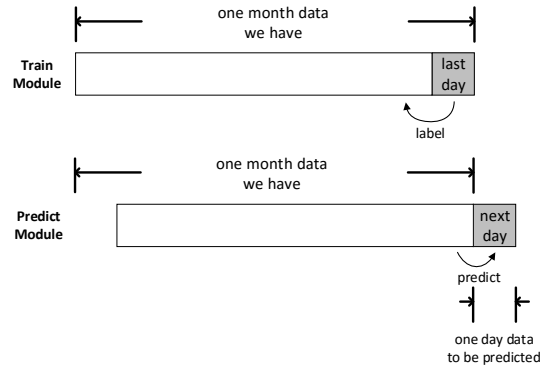 one month data
we have
Train
Module
last
day
label
one month data
we have
Predict
Module
next
day
predict
one day data
to be predicted